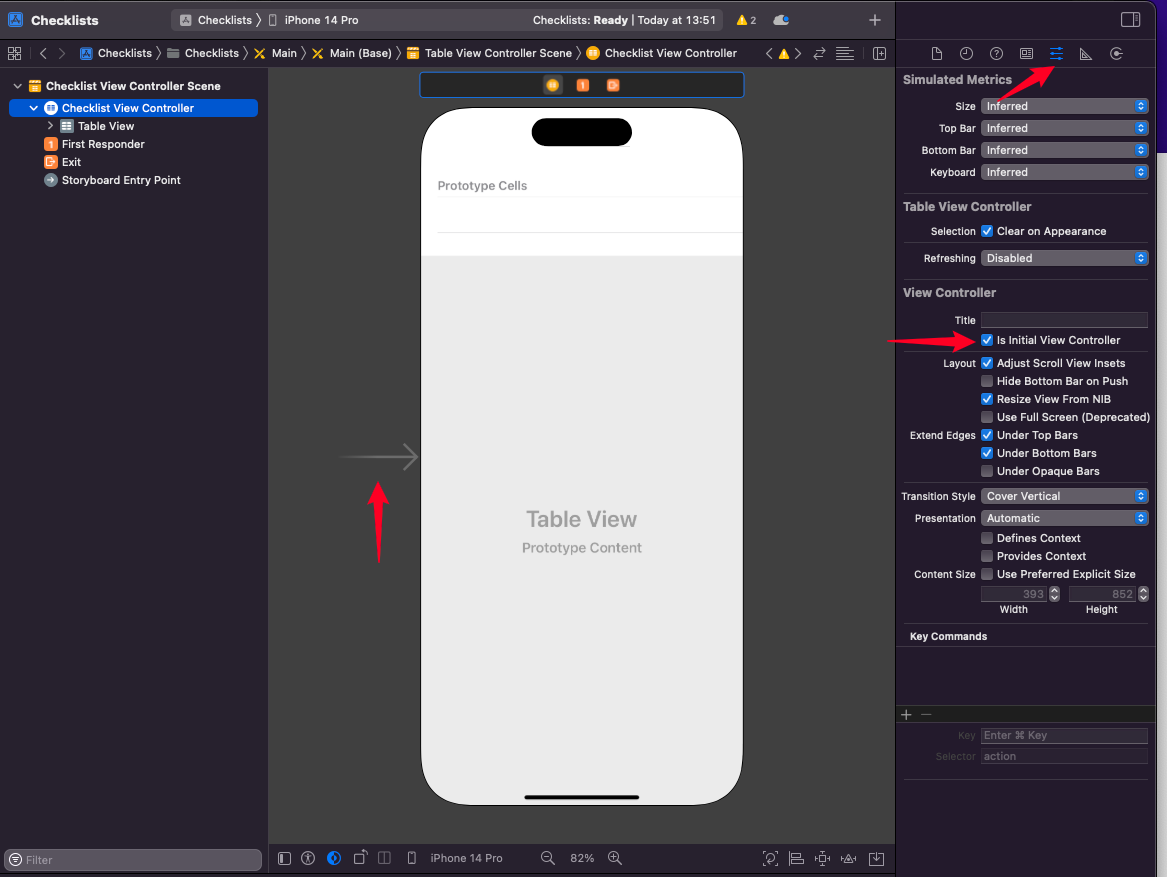 Checklists
Checklists
iPhone 14 Pro
Checklists: Ready | Today at 13:51
2
Checklists
Checklists
Main
Main (Base)
Table View Controller Scene
Checklist View Controller
Checklist View Controller Scene
Checklist View Controller
Table View
1 First Responder
Exit
Storyboard Entry Point
1
Prototype Cells
Table View
Prototype Content
Simulated Metrics
Size Inferred
Top Bar Inferred
Bottom Bar Inferred
Keyboard Inferred
Table View Controller
Selection Clear on Appearance
Refreshing Disabled
View Controller
Title
Is Initial View Controller
Layout Adjust Scroll View Insets
Hide Bottom Bar on Push
Resize View From NIB
Use Full Screen (Deprecated)
Extend Edges Under Top Bars
Under Bottom Bars
Under Opaque Bars
Transition Style Cover Vertical
Presentation Automatic
Defines Context
Provides Context
Content Size Use Preferred Explicit Size
393 852
Width Height
Key Commands
Key Enter ⌘ Key
Selector action
Filter
iPhone 14 Pro
82%